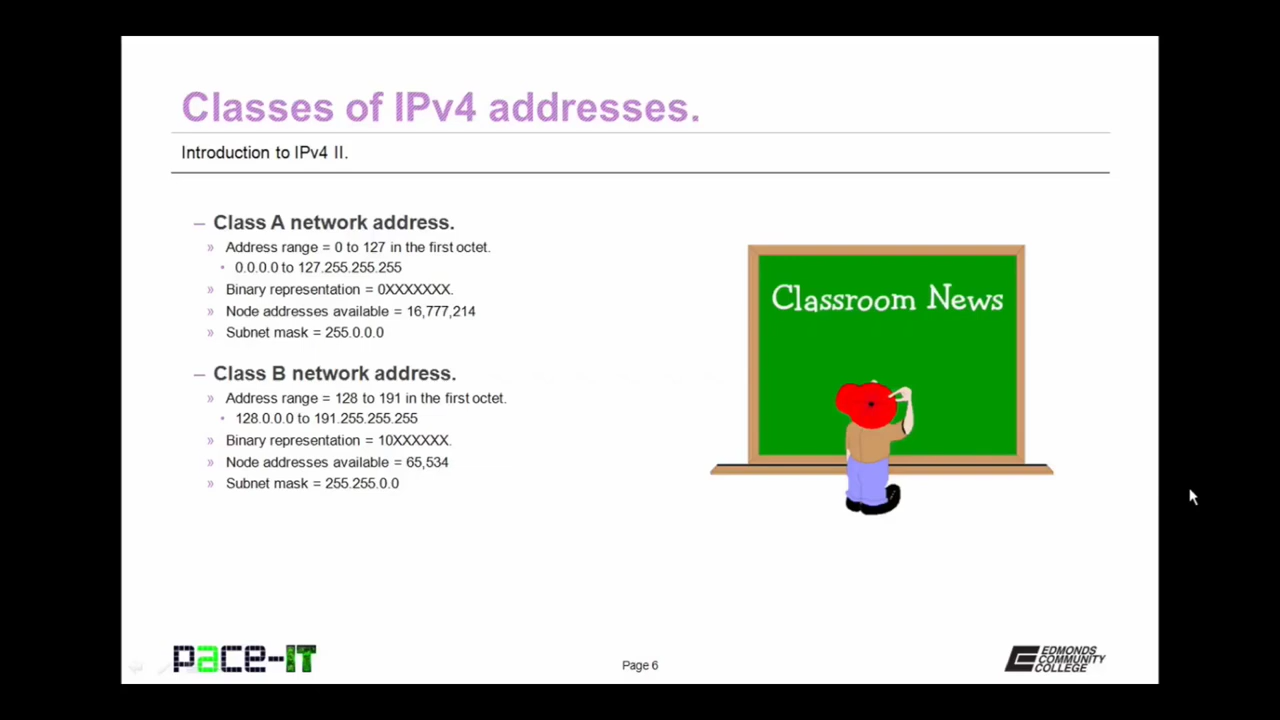 Classes of IPv4 addresses.
Introduction to IPv4 II.
– Class A network address.
» Address range = 0 to 127 in the first octet.
• 0.0.0.0 to 127.255.255.255
» Binary representation = 0XXXXXXX.
» Node addresses available = 16,777,214
» Subnet mask = 255.0.0.0
– Class B network address.
» Address range = 128 to 191 in the first octet.
• 128.0.0.0 to 191.255.255.255
» Binary representation = 10XXXXXX.
» Node addresses available = 65,534
» Subnet mask = 255.255.0.0
Classroom News
pace-IT
Page 6
EDMONDS
COMMUNITY
COLLEGE